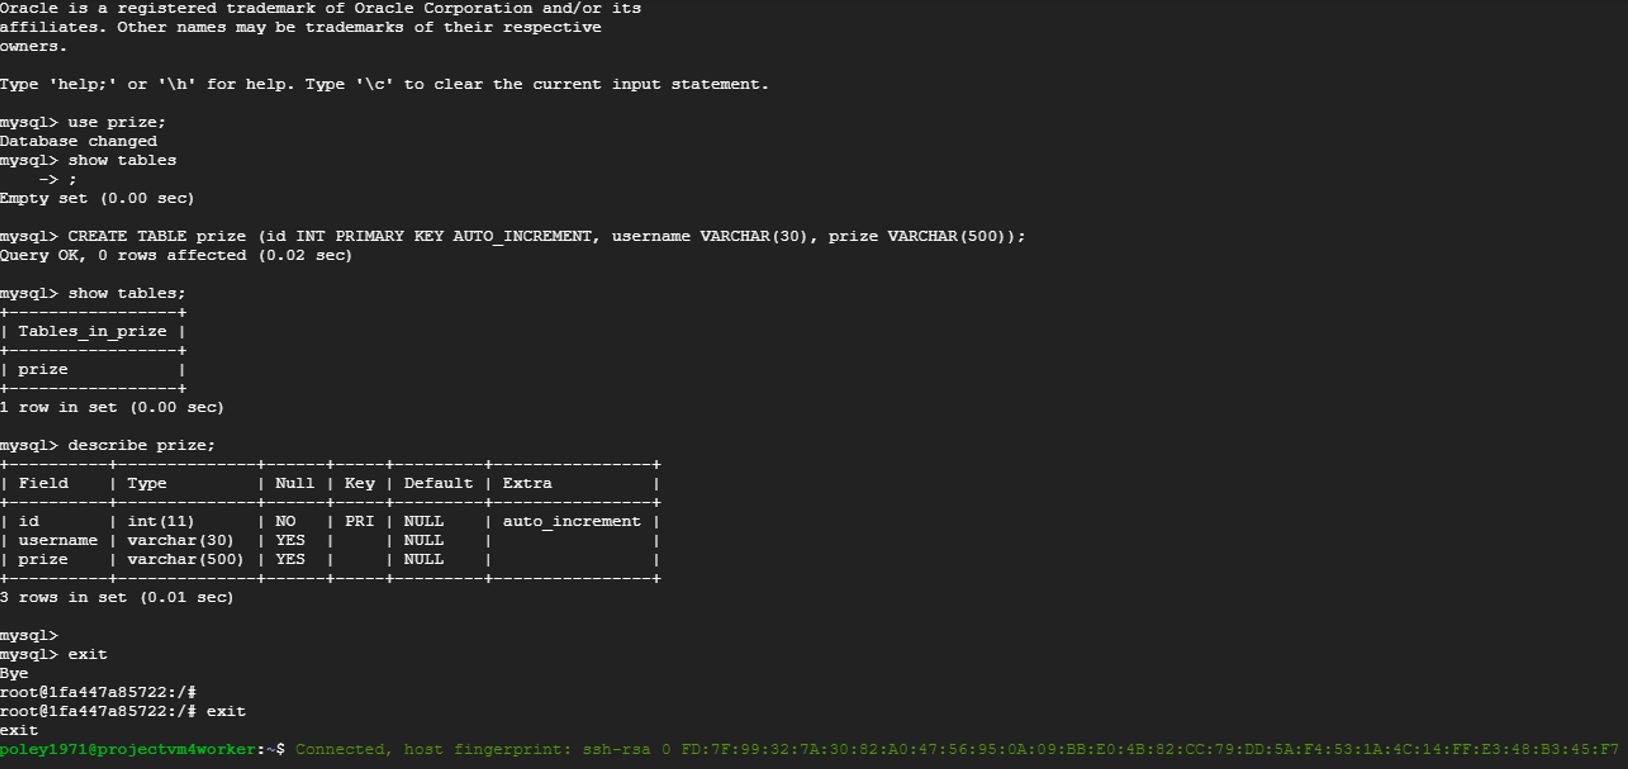 Oracle is a registered trademark of Oracle Corporation and/or its
affiliates. Other names may be trademarks of their respective
owners.
Type 'help;' or '\h' for help. Type '\c' to clear the current input statement.
mysql> use prize;
Database changed
mysql> show tables
    -> ;
Empty set (0.00 sec)
mysql> CREATE TABLE prize (id INT PRIMARY KEY AUTO_INCREMENT, username VARCHAR(30), prize VARCHAR(500));
Query OK, 0 rows affected (0.02 sec)
mysql> show tables;
+-----------------+
| Tables_in_prize |
+-----------------+
| prize           |
+-----------------+
1 row in set (0.00 sec)
mysql> describe prize;
+----------+--------------+------+-----+---------+----------------+
| Field    | Type         | Null | Key | Default | Extra          |
+----------+--------------+------+-----+---------+----------------+
| id       | int(11)      | NO   | PRI | NULL    | auto_increment |
| username | varchar(30)  | YES  |     | NULL    |                |
| prize    | varchar(500) | YES  |     | NULL    |                |
+----------+--------------+------+-----+---------+----------------+
3 rows in set (0.01 sec)
mysql>
mysql> exit
Bye
root@1fa447a85722:/#
root@1fa447a85722:/# exit
exit
poley1971@projectvm4worker:~$ Connected, host fingerprint: ssh-rsa 0 FD:7F:99:32:7A:30:82:A0:47:56:95:0A:09:BB:E0:4B:82:CC:79:DD:5A:F4:53:1A:4C:14:FF:E3:48:B3:45:F7